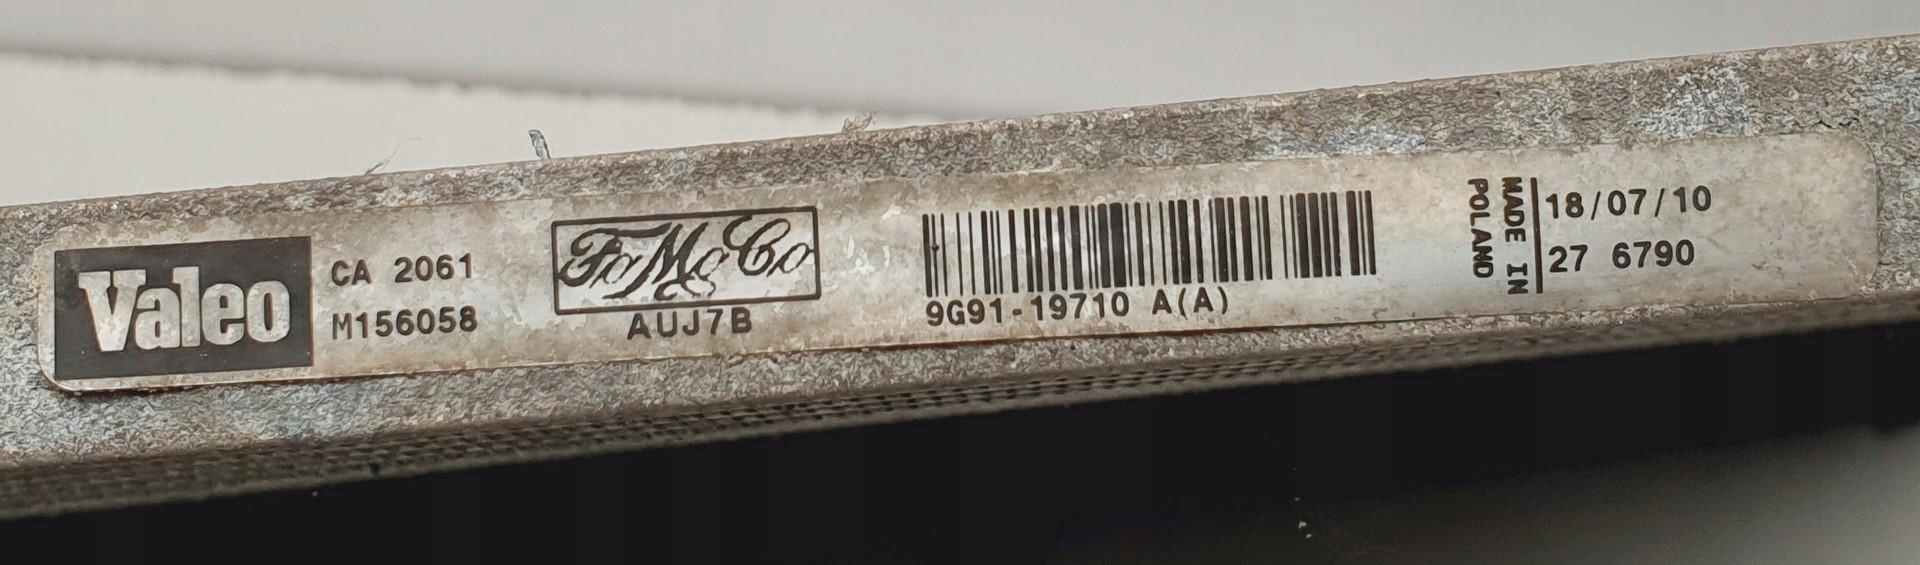 Valeo
CA 2061
M156058
FoMoCo
AUJ7B
9G91-19710 A(A)
MADE IN
POLAND
18/07/10
27 6790